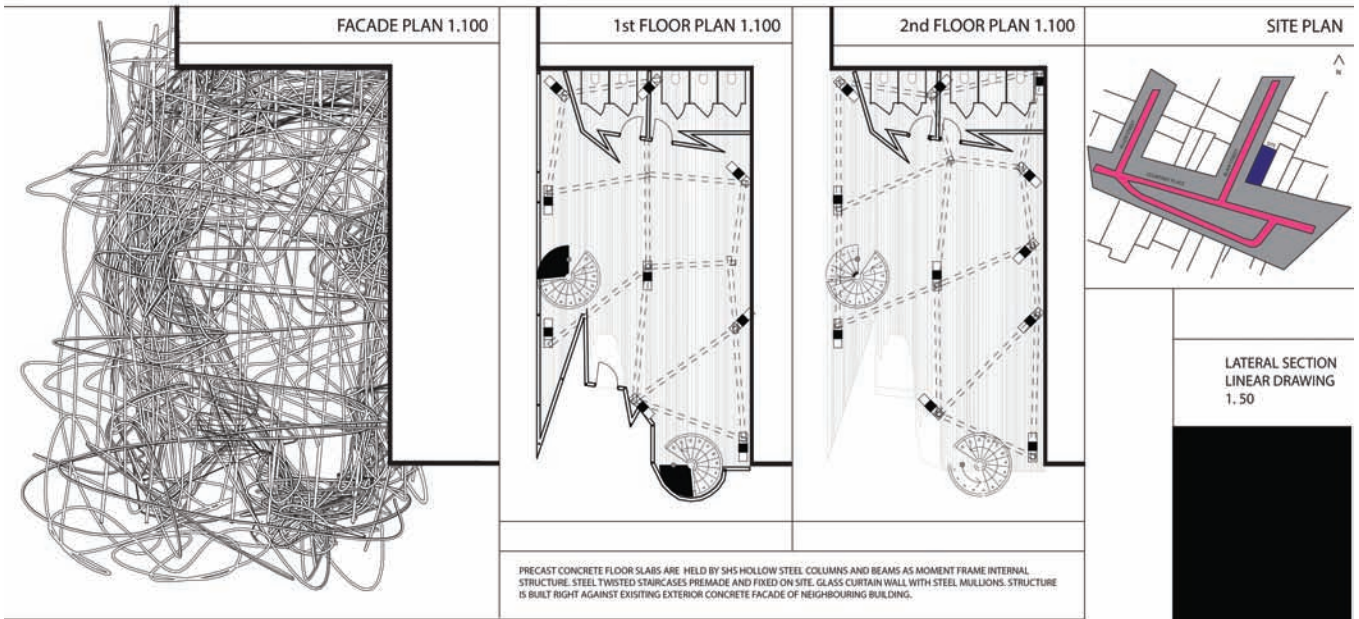 FACADE PLAN 1.100
1st FLOOR PLAN 1.100
2nd FLOOR PLAN 1.100
SITE PLAN
N
LATERAL SECTION
LINEAR DRAWING
1. 50
PRECAST CONCRETE FLOOR SLABS ARE HELD BY SHS HOLLOW STEEL COLUMNS AND BEAMS AS MOMENT FRAME INTERNAL
STRUCTURE. STEEL TWISTED STAIRCASES PREMADE AND FIXED ON SITE. GLASS CURTAIN WALL WITH STEEL MULLIONS. STRUCTURE
IS BUILT RIGHT AGAINST EXISITING EXTERIOR CONCRETE FACADE OF NEIGHBOURING BUILDING.